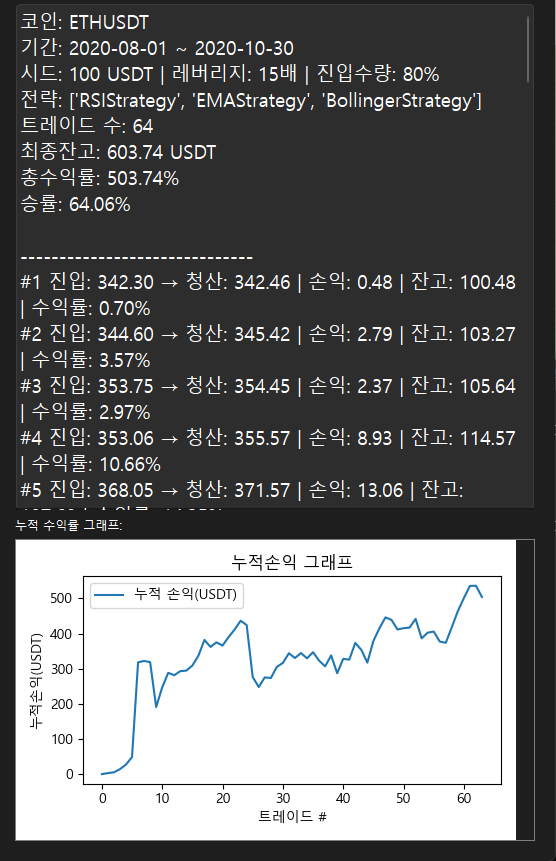 코인: ETHUSDT
기간: 2020-08-01 ~ 2020-10-30
시드: 100 USDT | 레버리지: 15배 | 진입수량: 80%
전략: ['RSIStrategy', 'EMAStrategy', 'BollingerStrategy']
트레이드 수: 64
최종잔고: 603.74 USDT
총수익률: 503.74%
승률: 64.06%
------------------------------
#1 진입: 342.30 → 청산: 342.46 | 손익: 0.48 | 잔고: 100.48
| 수익률: 0.70%
#2 진입: 344.60 → 청산: 345.42 | 손익: 2.79 | 잔고: 103.27
| 수익률: 3.57%
#3 진입: 353.75 → 청산: 354.45 | 손익: 2.37 | 잔고: 105.64
| 수익률: 2.97%
#4 진입: 353.06 → 청산: 355.57 | 손익: 8.93 | 잔고: 114.57
| 수익률: 10.66%
#5 진입: 368.05 → 청산: 371.57 | 손익: 13.06 | 잔고:
누적 수익률 그래프:
누적손익 그래프
누적 손익(USDT)
누적손익(USDT)
500
400
300
200
100
0
0 10 20 30 40 50 60
트레이드 #